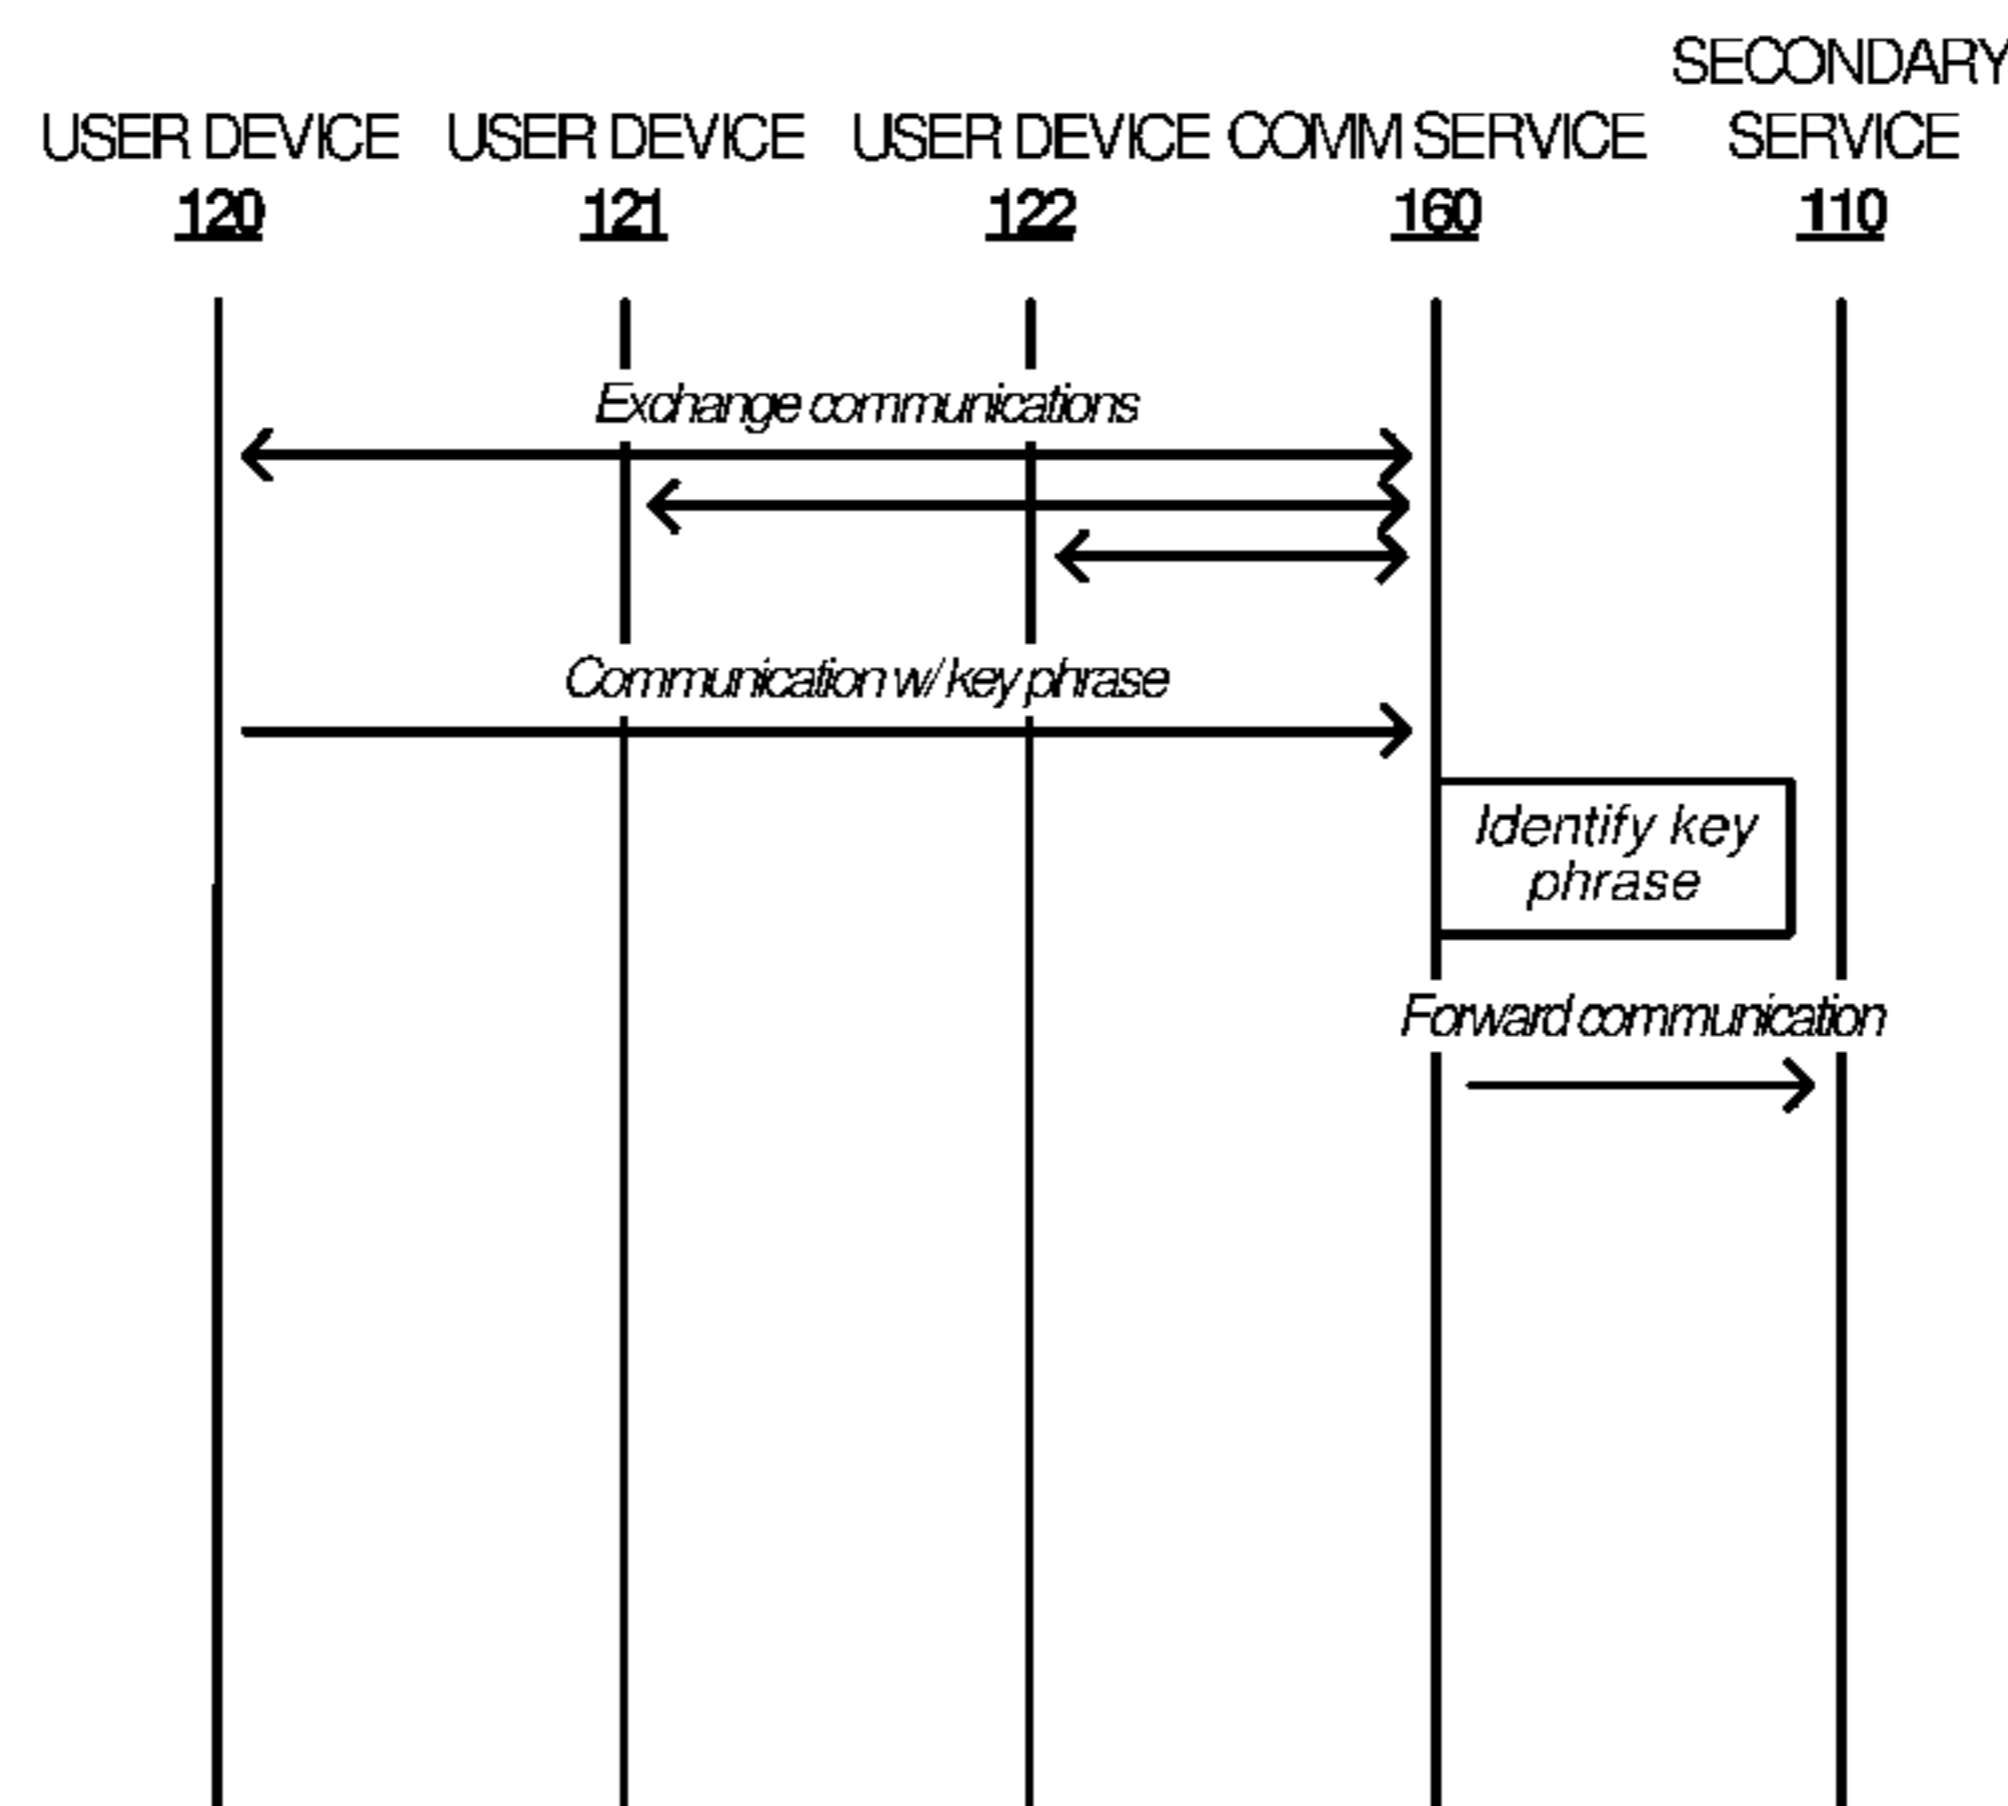 SECONDARY
USER DEVICE USER DEVICE USER DEVICE COMM SERVICE SERVICE
120 121 122 160 110
Exchange communications
Communication w/ key phrase
Identify key
phrase
Forward communication